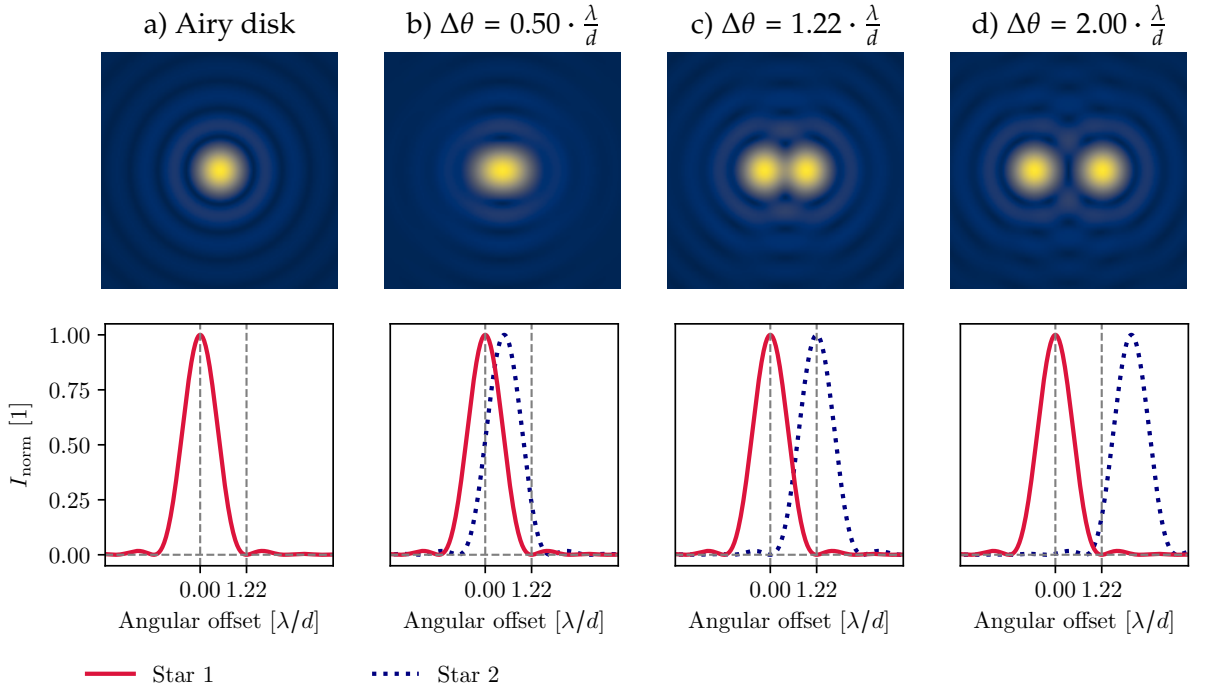 a) Airy disk
b) Δθ = 0.50 · λ/d
c) Δθ = 1.22 · λ/d
d) Δθ = 2.00 · λ/d
1.00
0.75
0.50
0.25
0.00
I_norm [1]
0.00 1.22
0.00 1.22
0.00 1.22
0.00 1.22
Angular offset [λ/d]
Angular offset [λ/d]
Angular offset [λ/d]
Angular offset [λ/d]
Star 1
Star 2